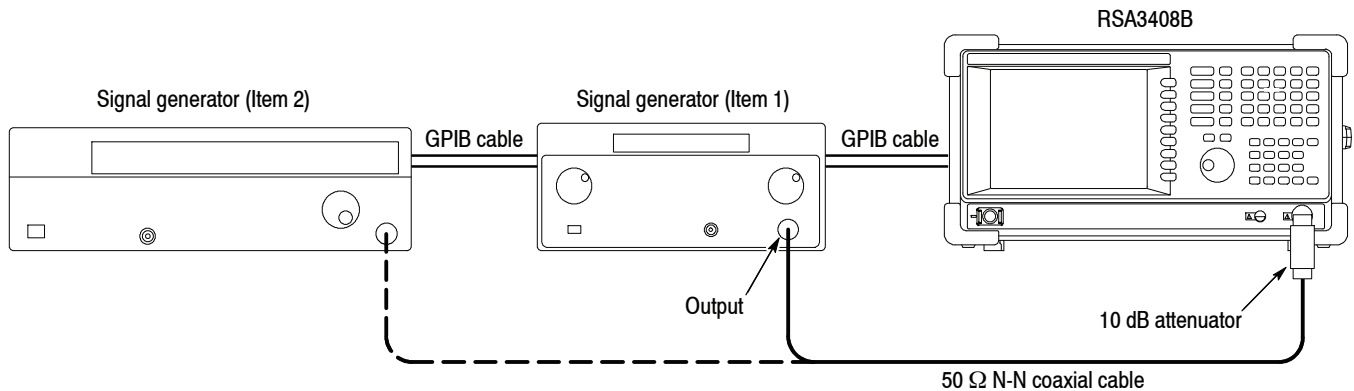 RSA3408B
Signal generator (Item 2)
Signal generator (Item 1)
GPIB cable
GPIB cable
Output
10 dB attenuator
50 Ω N-N coaxial cable